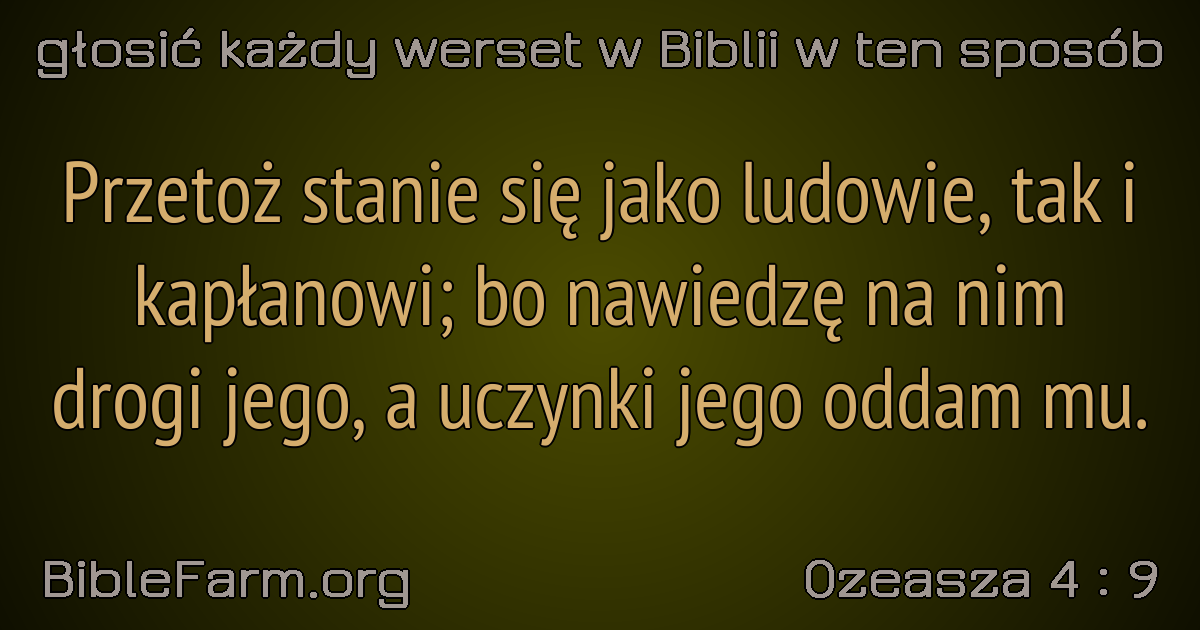 głosić każdy werset w Biblii w ten sposób
Przetoż stanie się jako ludowie, tak i
kapłanowi; bo nawiedzę na nim
drogi jego, a uczynki jego oddam mu.
BibleFarm.org
Ozeasza 4 : 9